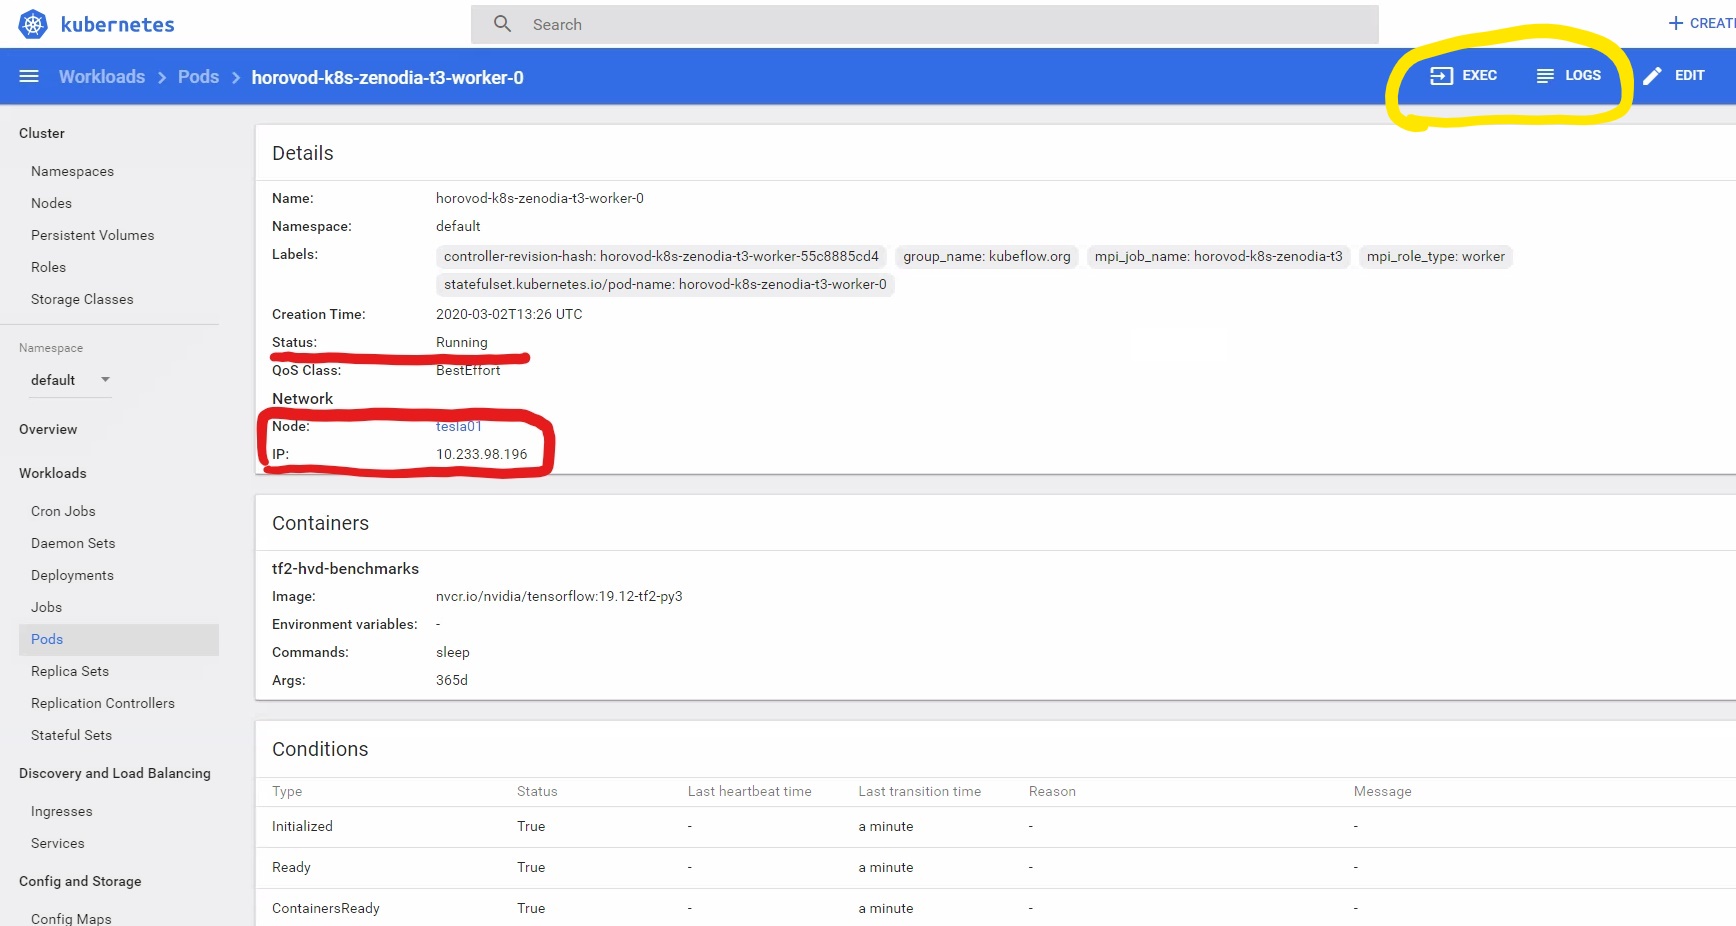 kubernetes
Search
CREAT
Workloads > Pods > horovod-k8s-zenodia-t3-worker-0
EXEC
LOGS
EDIT
Cluster
Namespaces
Nodes
Persistent Volumes
Roles
Storage Classes
Namespace
default
Overview
Workloads
Cron Jobs
Daemon Sets
Deployments
Jobs
Pods
Replica Sets
Replication Controllers
Stateful Sets
Discovery and Load Balancing
Ingresses
Services
Config and Storage
Config Maps
Details
Name: horovod-k8s-zenodia-t3-worker-0
Namespace: default
Labels: controller-revision-hash: horovod-k8s-zenodia-t3-worker-55c8885cd4 group_name: kubeflow.org mpi_job_name: horovod-k8s-zenodia-t3 mpi_role_type: worker
statefulset.kubernetes.io/pod-name: horovod-k8s-zenodia-t3-worker-0
Creation Time: 2020-03-02T13:26 UTC
Status: Running
QoS Class: BestEffort
Network
Node: tesla01
IP: 10.233.98.196
Containers
tf2-hvd-benchmarks
Image: nvcr.io/nvidia/tensorflow:19.12-tf2-py3
Environment variables: -
Commands: sleep
Args: 365d
Conditions
Type Status Last heartbeat time Last transition time Reason Message
Initialized True - a minute - -
Ready True - a minute - -
ContainersReady True - a minute - -